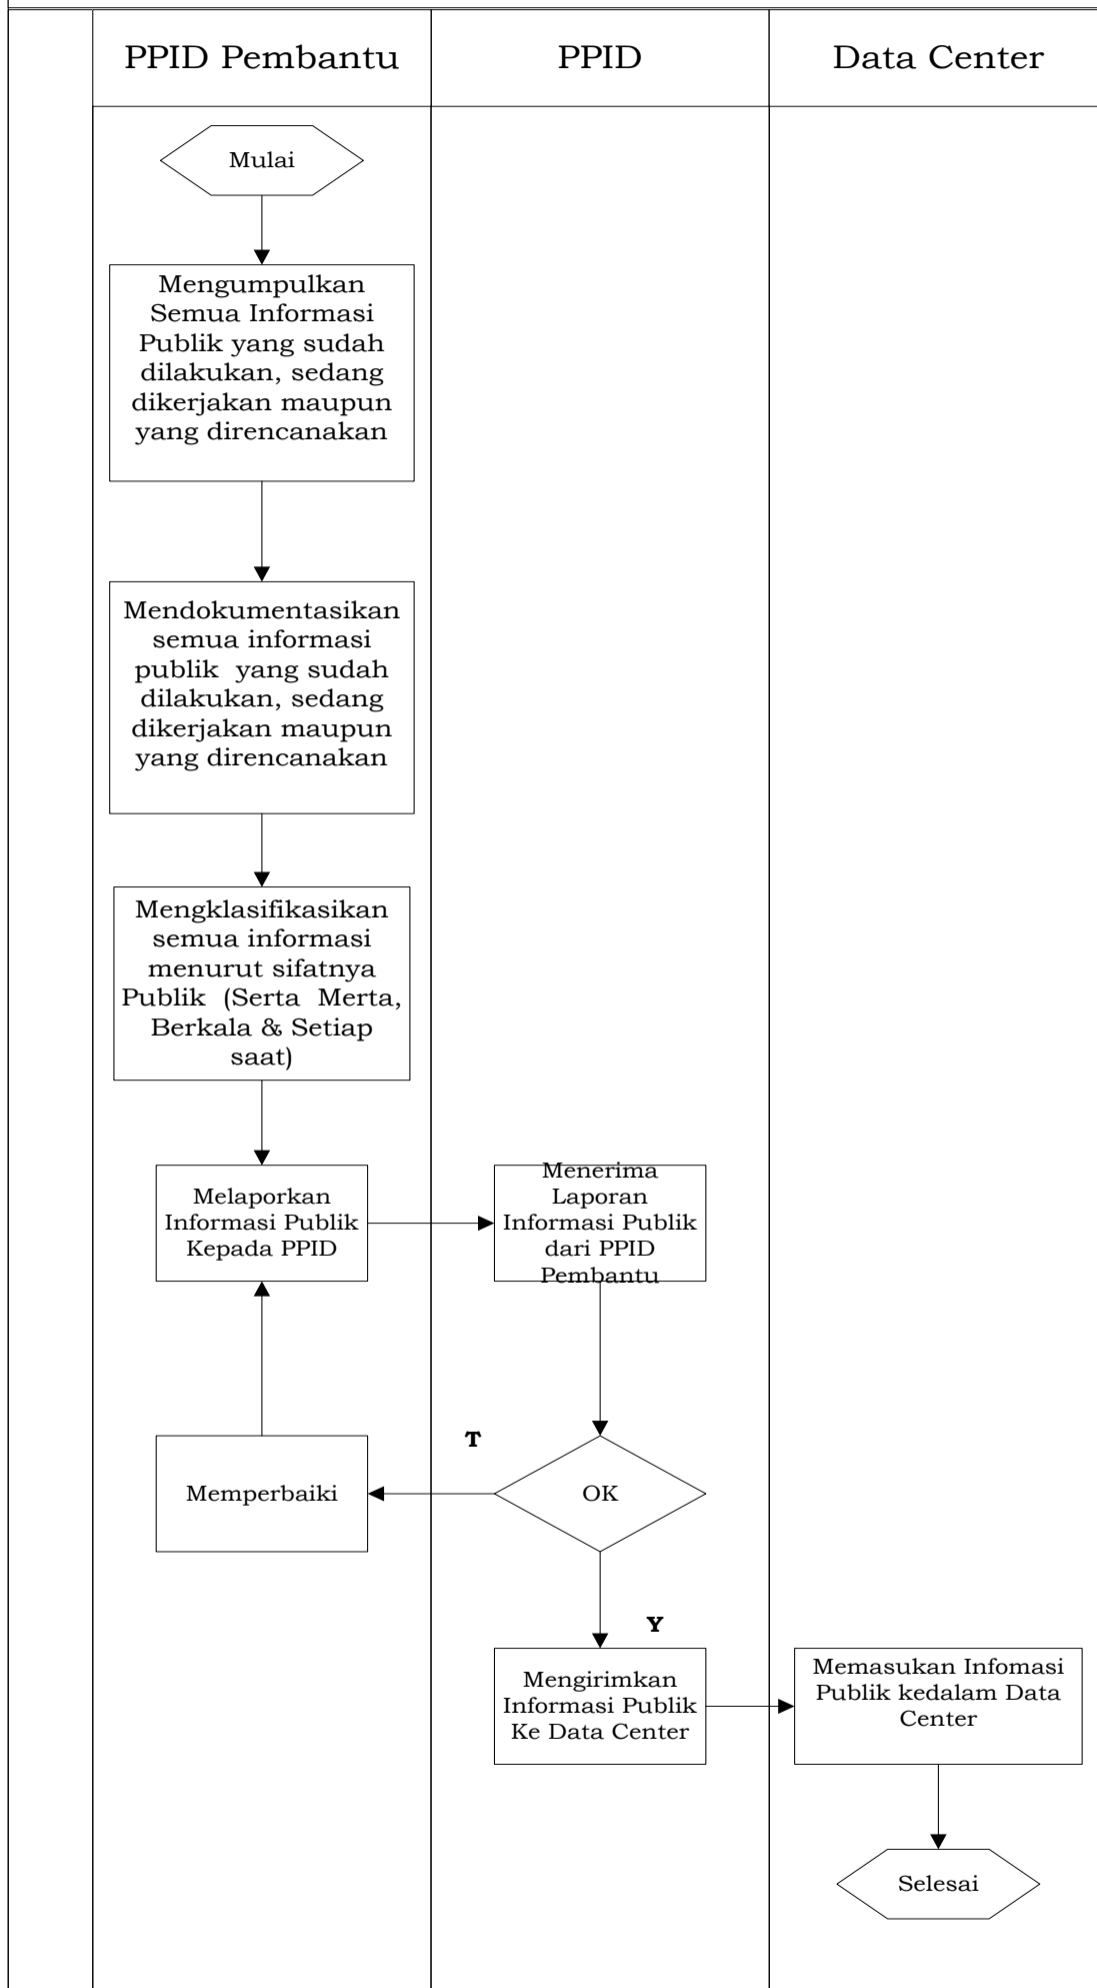 PPID Pembantu
PPID
Data Center
Mulai
Mengumpulkan
Semua Informasi
Publik yang sudah
dilakukan, sedang
dikerjakan maupun
yang direncanakan
Mendokumentasikan
semua informasi
publik yang sudah
dilakukan, sedang
dikerjakan maupun
yang direncanakan
Mengklasifikasikan
semua informasi
menurut sifatnya
Publik (Serta Merta,
Berkala & Setiap
saat)
Melaporkan
Informasi Publik
Kepada PPID
Menerima
Laporan
Informasi Publik
dari PPID
Pembantu
T
Memperbaiki
OK
Y
Mengirimkan
Informasi Publik
Ke Data Center
Memasukan Infomasi
Publik kedalam Data
Center
Selesai